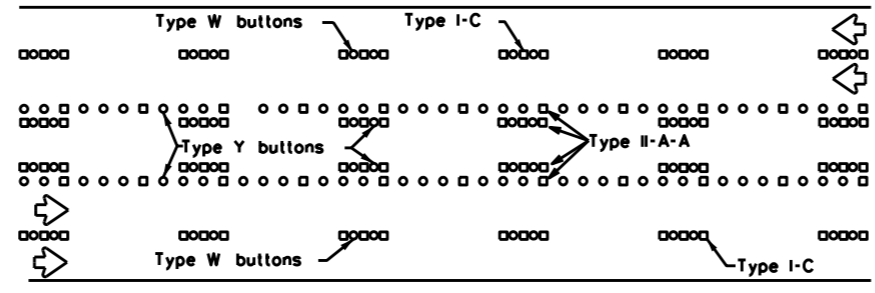 Type W buttons
Type I-C
Type Y buttons
Type II-A-A
Type W buttons
Type I-C